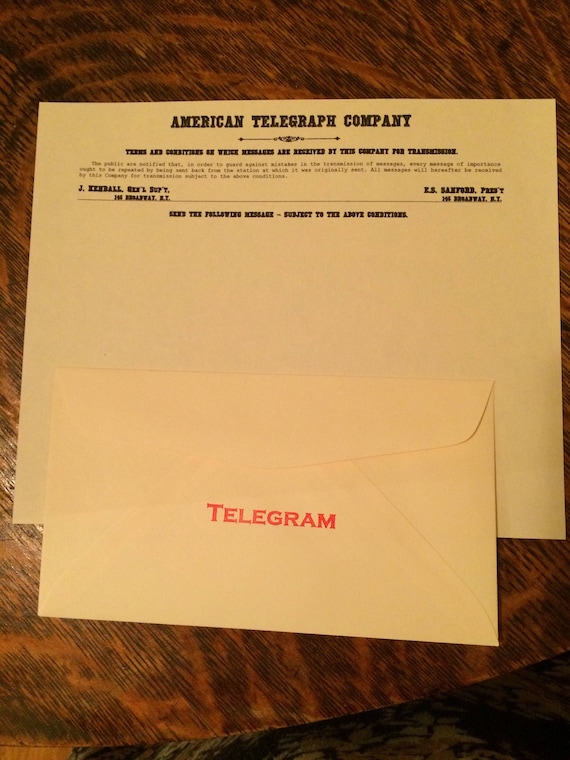 AMERICAN TELEGRAPH COMPANY
TERMS AND CONDITIONS ON WHICH MESSAGES ARE RECEIVED BY THIS COMPANY FOR TRANSMISSION.
The public are notified that, in order to guard against mistakes in the transmission of messages, every message of importance
ought to be repeated by being sent back from the station at which it was originally sent. All messages will hereafter be received
by this Company for transmission subject to the above conditions.
J. KENDALL, GEN'L SUP'T, E.S. SANFORD, PRES'T
145 BROADWAY, N.Y. 145 BROADWAY, N.Y.
SEND THE FOLLOWING MESSAGE – SUBJECT TO THE ABOVE CONDITIONS.
TELEGRAM